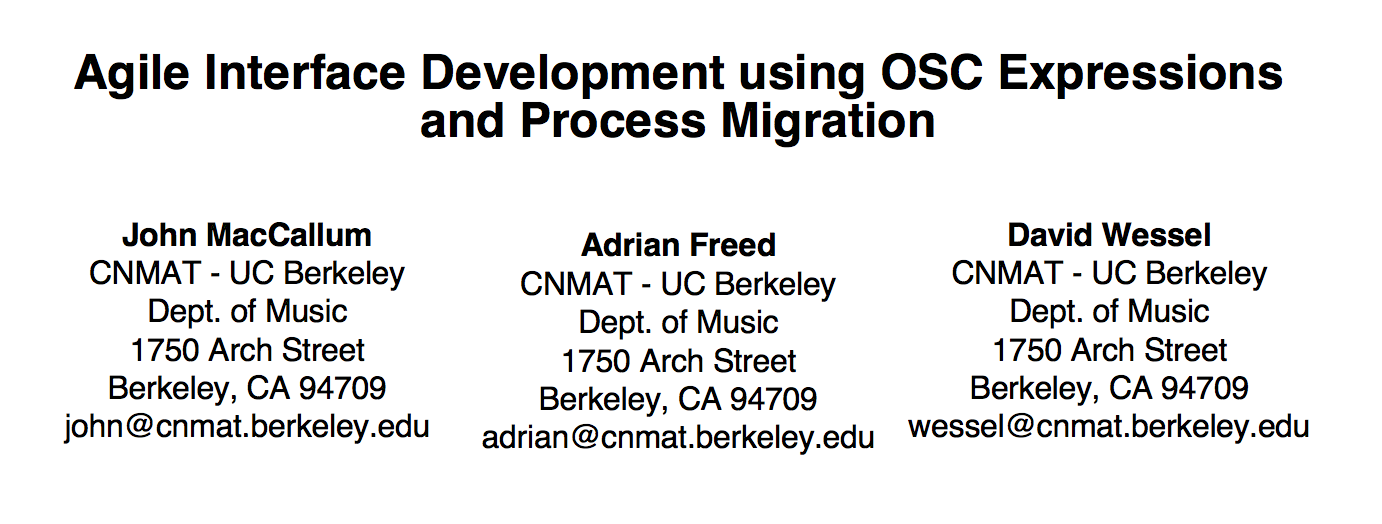 Agile Interface Development using OSC Expressions
and Process Migration
John MacCallum
CNMAT - UC Berkeley
Dept. of Music
1750 Arch Street
Berkeley, CA 94709
john@cnmat.berkeley.edu
Adrian Freed
CNMAT - UC Berkeley
Dept. of Music
1750 Arch Street
Berkeley, CA 94709
adrian@cnmat.berkeley.edu
David Wessel
CNMAT - UC Berkeley
Dept. of Music
1750 Arch Street
Berkeley, CA 94709
wessel@cnmat.berkeley.edu